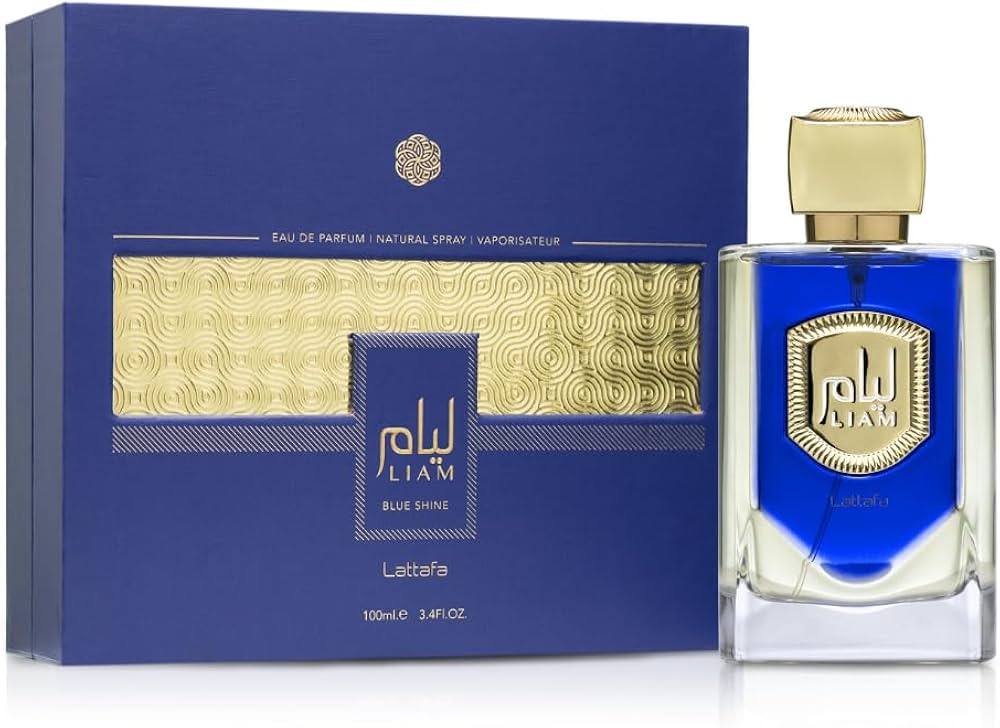 EAU DE PARFUM | NATURAL SPRAY | VAPORISATEUR
ليام
LIAM
BLUE SHINE
Lattafa
100ml.e 3.4Fl.OZ.
ليام
LIAM
Lattafa